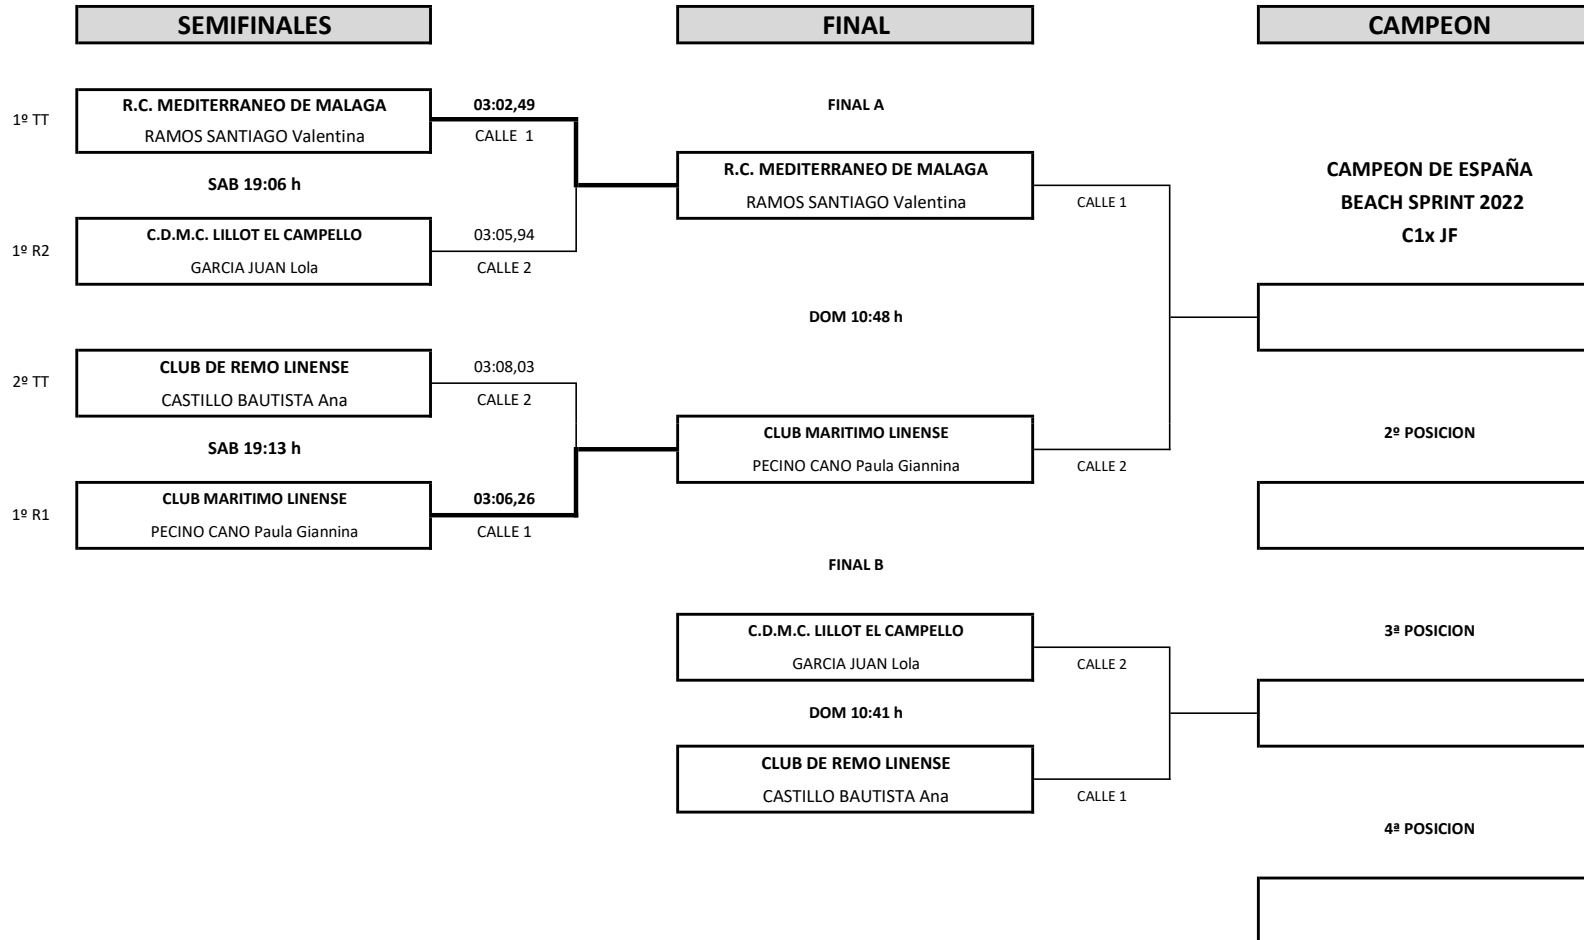 SEMIFINALES
FINAL
CAMPEON
1º TT
R.C. MEDITERRANEO DE MALAGA
RAMOS SANTIAGO Valentina
03:02,49
CALLE 1
SAB 19:06 h
1º R2
C.D.M.C. LILLOT EL CAMPELLO
GARCIA JUAN Lola
03:05,94
CALLE 2
2º TT
CLUB DE REMO LINENSE
CASTILLO BAUTISTA Ana
03:08,03
CALLE 2
SAB 19:13 h
1º R1
CLUB MARITIMO LINENSE
PECINO CANO Paula Giannina
03:06,26
CALLE 1
FINAL A
R.C. MEDITERRANEO DE MALAGA
RAMOS SANTIAGO Valentina
CALLE 1
DOM 10:48 h
CLUB MARITIMO LINENSE
PECINO CANO Paula Giannina
CALLE 2
FINAL B
C.D.M.C. LILLOT EL CAMPELLO
GARCIA JUAN Lola
CALLE 2
DOM 10:41 h
CLUB DE REMO LINENSE
CASTILLO BAUTISTA Ana
CALLE 1
CAMPEON DE ESPAÑA
BEACH SPRINT 2022
C1x JF
2º POSICION
3ª POSICION
4ª POSICION